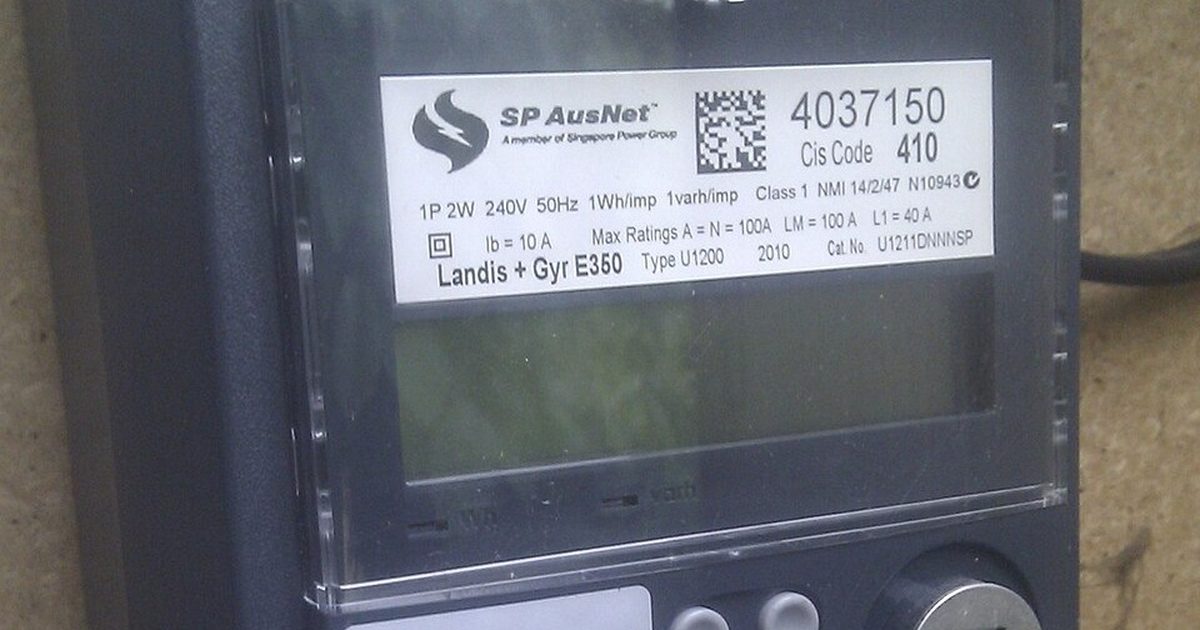 SP AusNet™
A member of Singapore Power Group
4037150
Cis Code 410
1P 2W 240V 50Hz 1Wh/imp 1varh/imp Class 1 NMI 14/2/47 N10943
Ib = 10 A Max Ratings A = N = 100A LM = 100 A L1 = 40 A
Landis + Gyr E350 Type U1200 2010 Cat. No. U1211DNNNSP
Wh
varh